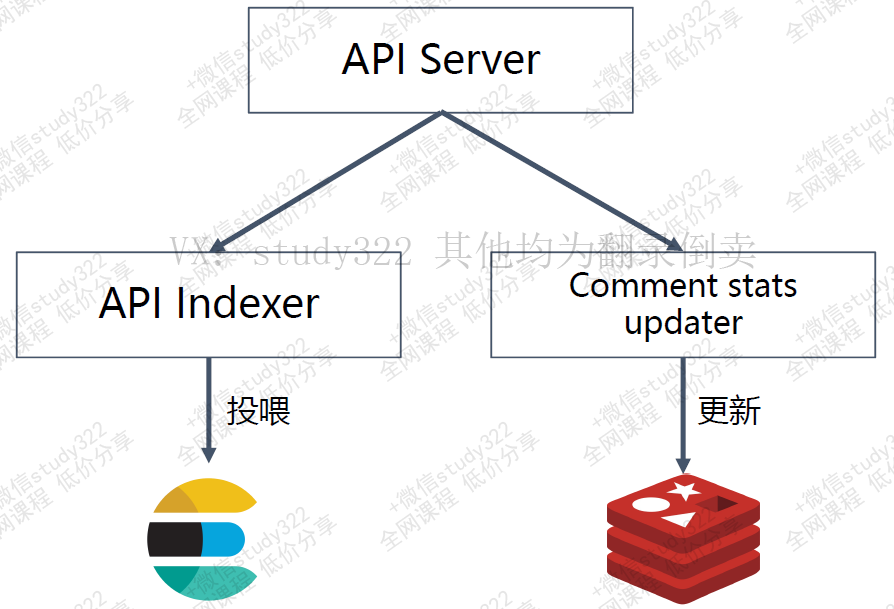 API Server
VX: study322 其他均为翻录倒卖
API Indexer
Comment stats
updater
投喂
更新
+微信study322
全网课程 低价分享